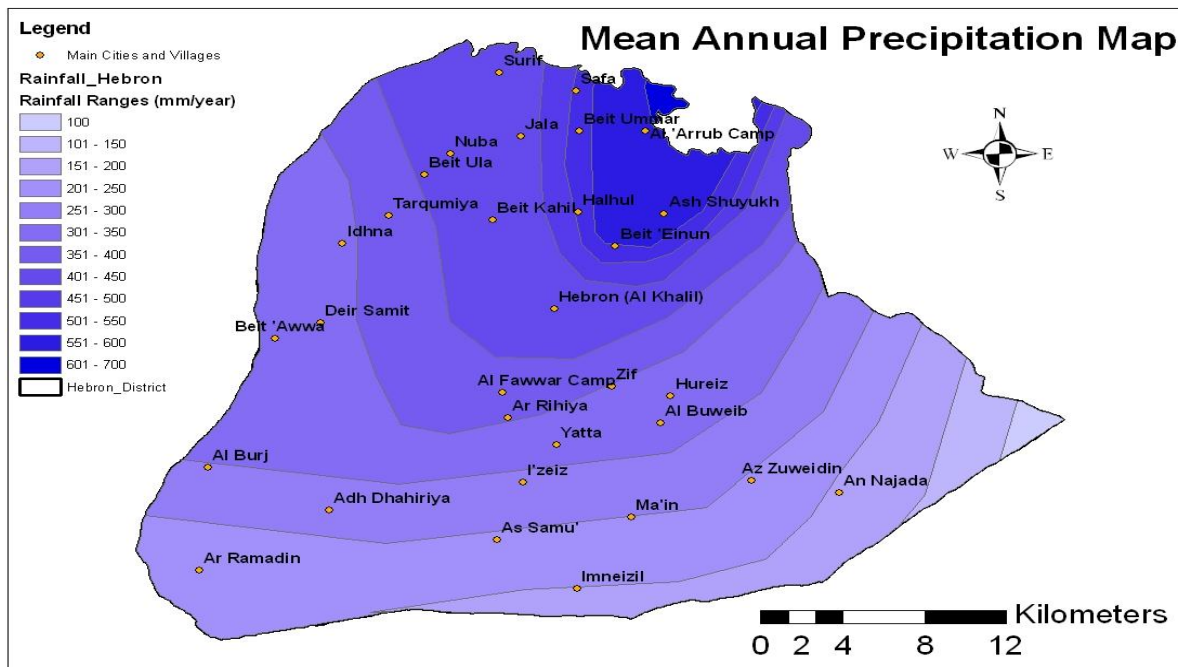 Mean Annual Precipitation Map
Legend
Main Cities and Villages
Rainfall_Hebron
Rainfall Ranges (mm/year)
100
101 - 150
151 - 200
201 - 250
251 - 300
301 - 350
351 - 400
401 - 450
451 - 500
501 - 550
551 - 600
601 - 700
Hebron_District
N
W E
S
Surif
Safa
Jala
Beit Ummar
Al 'Arrub Camp
Nuba
Beit Ula
Tarqumiya
Beit Kahil
Halhul
Ash Shuyukh
Idhna
Beit 'Einun
Hebron (Al Khalil)
Deir Samit
Beit 'Awwa
Al Fawwar Camp
Zif
Hureiz
Ar Rihiya
Al Buweib
Yatta
Al Burj
I'zeiz
Az Zuweidin
An Najada
Adh Dhahiriya
Ma'in
As Samu'
Ar Ramadin
Imneizil
Kilometers
0 2 4 8 12